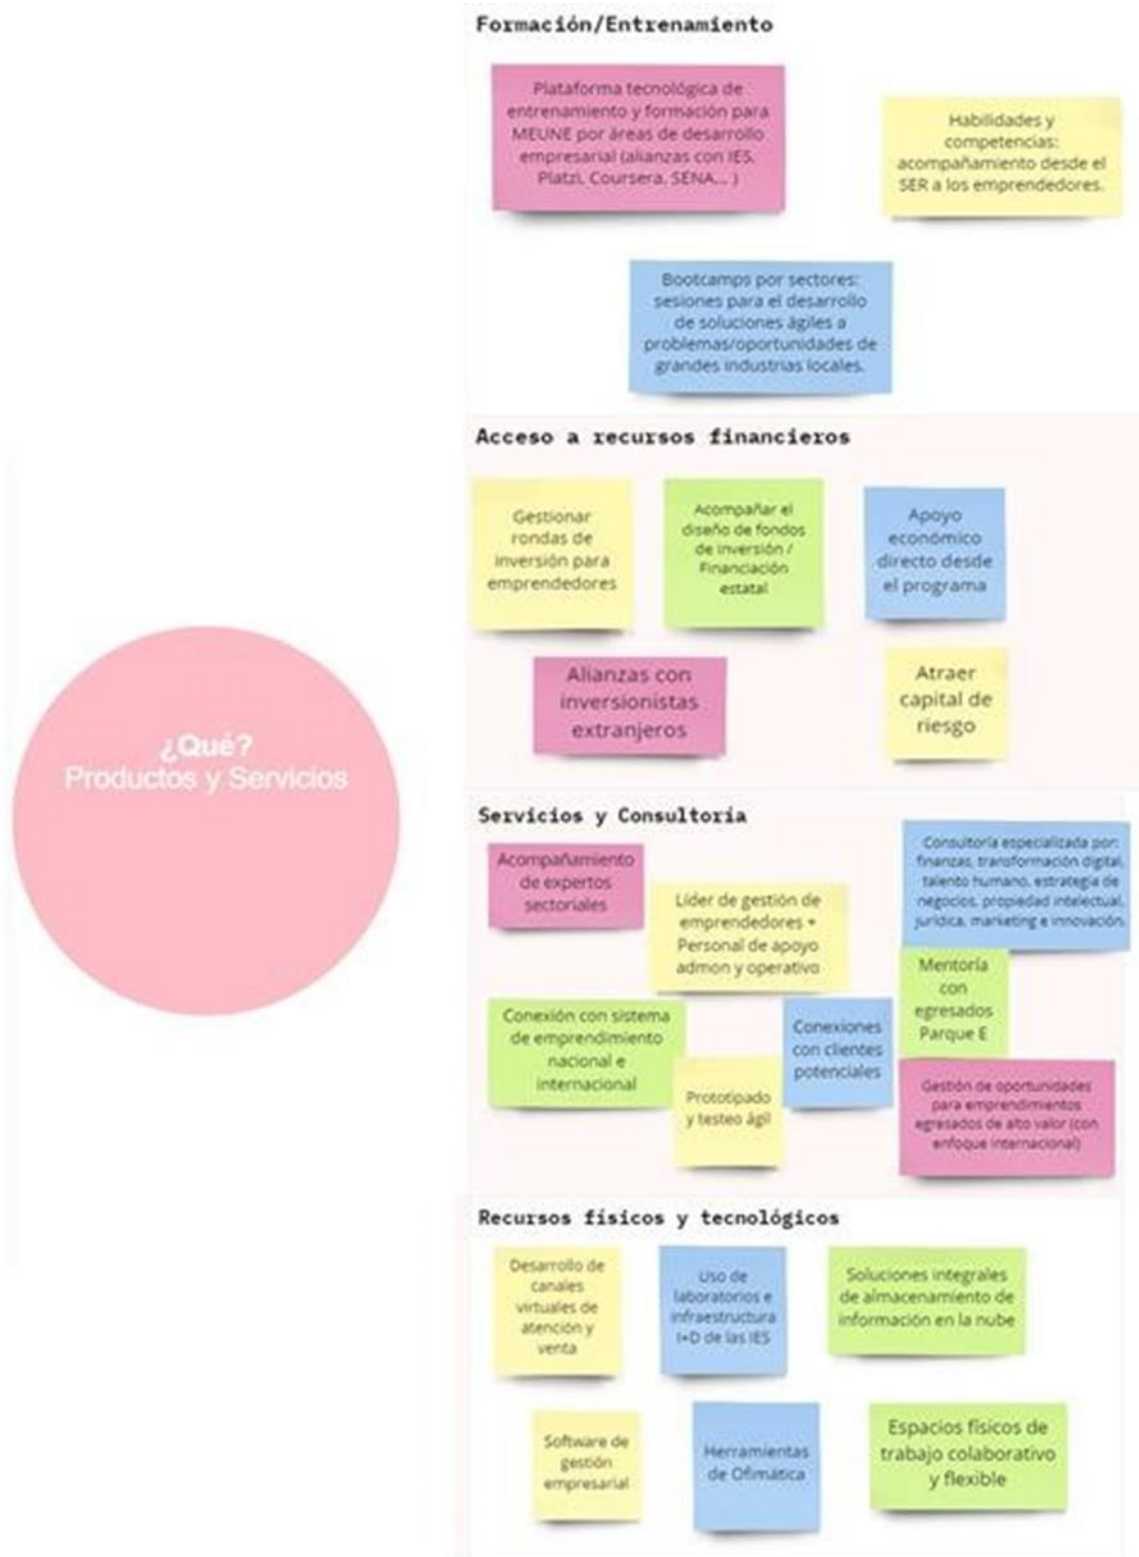 Formación/Entrenamiento
Plataforma tecnológica de
entrenamiento y formación para
MEUNE por áreas de desarrollo
empresarial (alianzas con IES,
Platzi, Coursera, SENA... )
Habilidades y
competencias:
acompañamiento desde el
SER a los emprendedores.
Bootcamps por sectores:
sesiones para el desarrollo
de soluciones ágiles a
problemas/oportunidades de
grandes industrias locales.
Acceso a recursos financieros
Gestionar
rondas de
inversión para
emprendedores
Acompañar el
diseño de fondos
de inversión /
Financiación
estatal
Apoyo
económico
directo desde
el programa
Alianzas con
inversionistas
extranjeros
Atraer
capital de
riesgo
¿Qué?
Productos y Servicios
Servicios y Consultoría
Acompañamiento
de expertos
sectoriales
Líder de gestión de
emprendedores +
Personal de apoyo
admon y operativo
Consultoría especializada por:
finanzas, transformación digital,
talento humano, estrategia de
negocios, propiedad intelectual,
jurídica, marketing e innovación.
Mentoría
con
egresados
Parque E
Conexión con sistema
de emprendimiento
nacional e
internacional
Prototipado
y testeo ágil
Conexiones
con clientes
potenciales
Gestión de oportunidades
para emprendimientos
egresados de alto valor (con
enfoque internacional)
Recursos físicos y tecnológicos
Desarrollo de
canales
virtuales de
atención y
venta
Uso de
laboratorios e
infraestructura
I+D de las IES
Soluciones integrales
de almacenamiento de
información en la nube
Software de
gestión
empresarial
Herramientas
de Ofimática
Espacios físicos de
trabajo colaborativo
y flexible